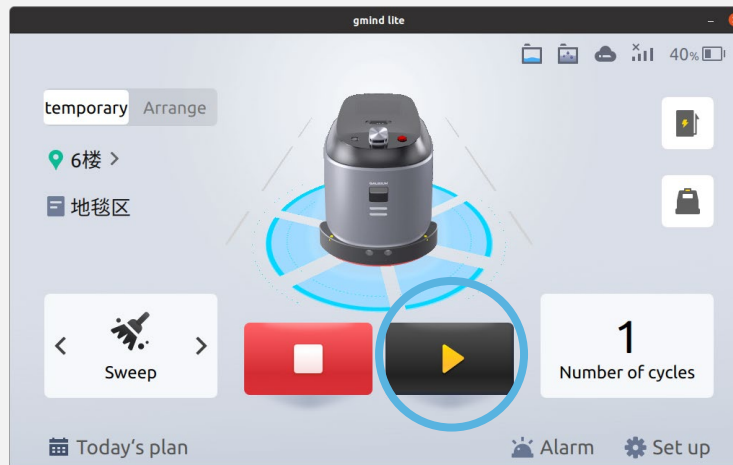 gmind lite
40%
temporary Arrange
6楼 >
地毯区
< >
Sweep
1
Number of cycles
Today's plan
Alarm
Set up